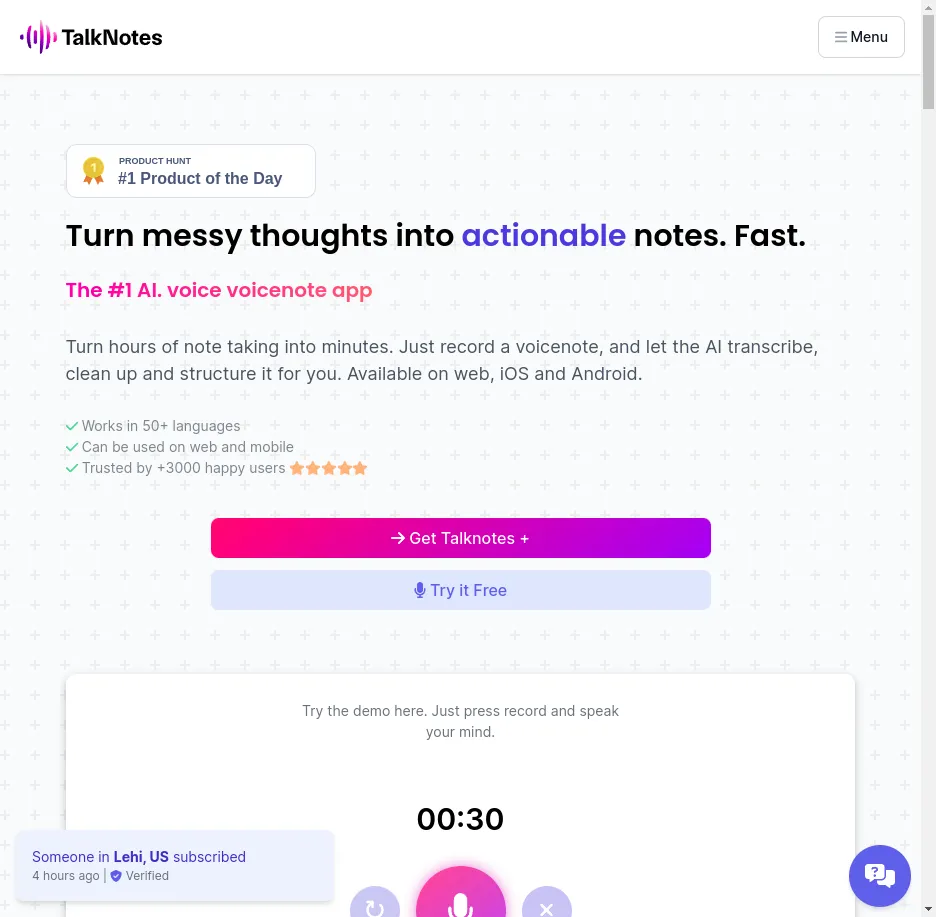 TalkNotes
Menu
1
PRODUCT HUNT
#1 Product of the Day
Turn messy thoughts into actionable notes. Fast.
The #1 AI. voice voicenote app
Turn hours of note taking into minutes. Just record a voicenote, and let the AI transcribe,
clean up and structure it for you. Available on web, iOS and Android.
Works in 50+ languages
Can be used on web and mobile
Trusted by +3000 happy users
Get Talknotes +
Try it Free
Try the demo here. Just press record and speak
your mind.
00:30
Someone in Lehi, US subscribed
4 hours ago | Verified
?